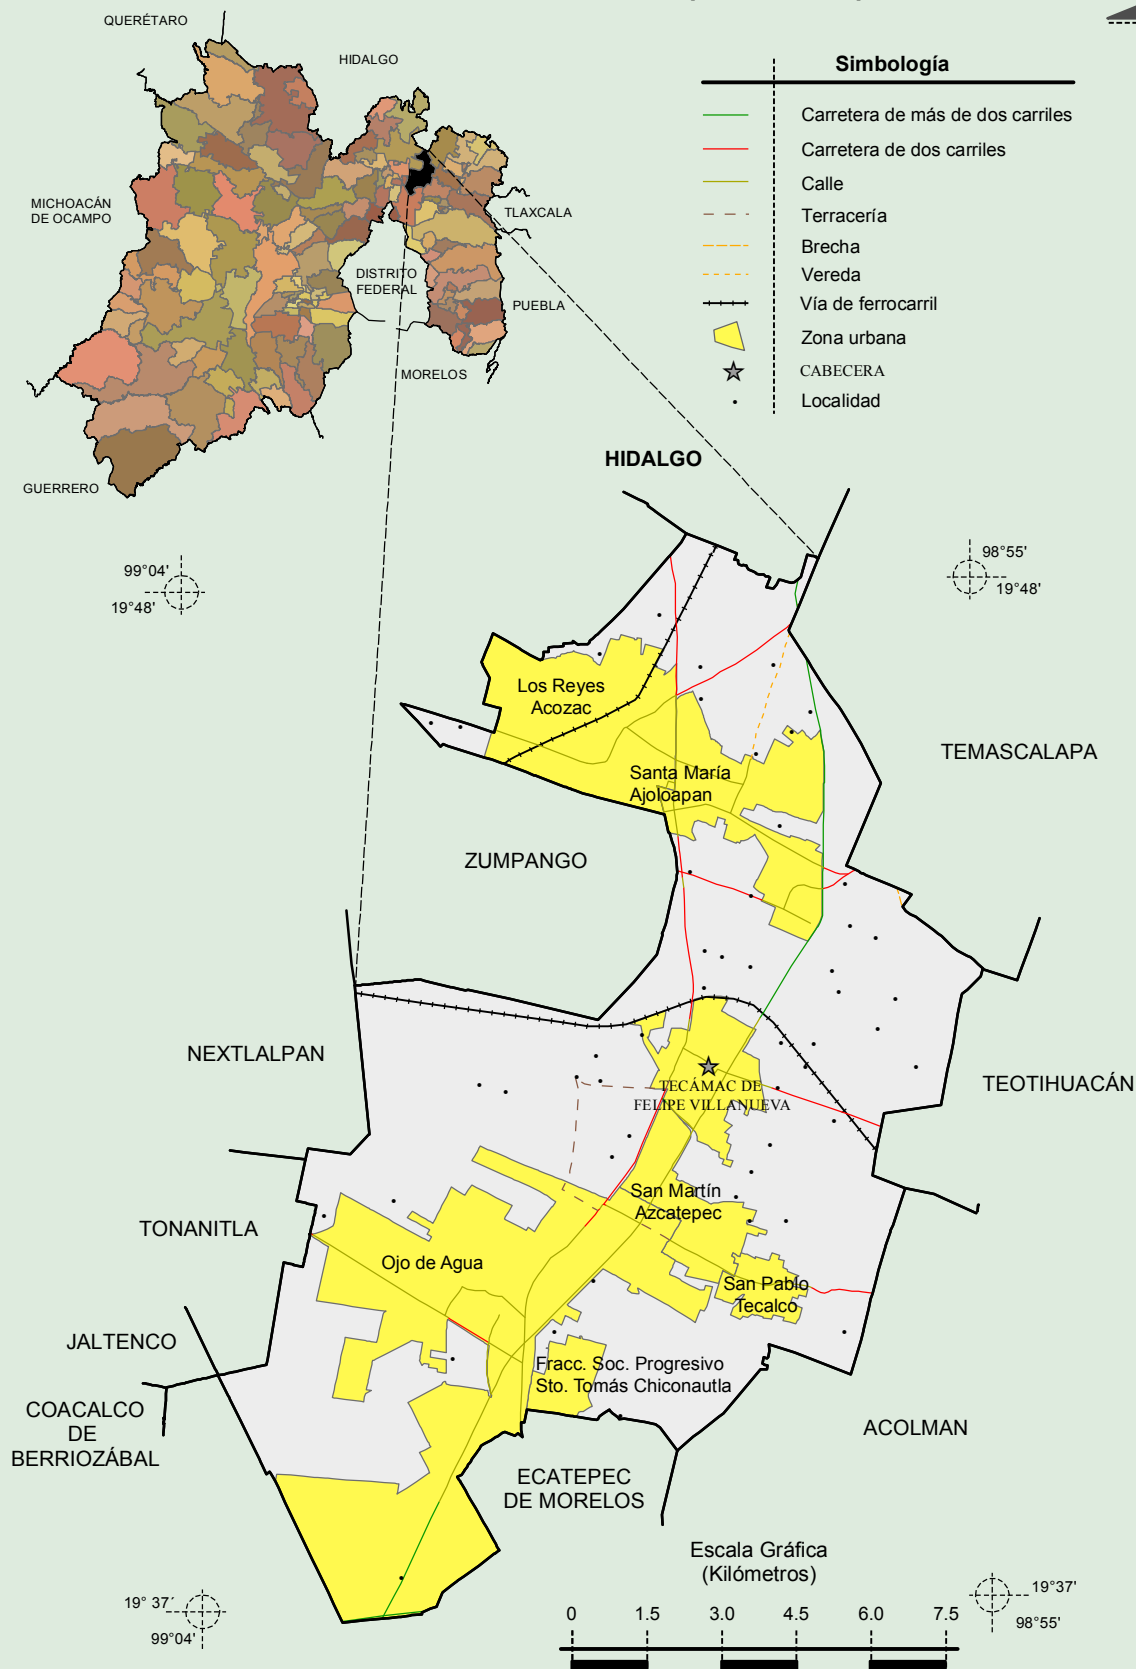 QUERÉTARO
HIDALGO
MICHOACÁN
DE OCAMPO
TLAXCALA
DISTRITO
FEDERAL
PUEBLA
MORELOS
GUERRERO
Simbología
Carretera de más de dos carriles
Carretera de dos carriles
Calle
Terracería
Brecha
Vereda
Vía de ferrocarril
Zona urbana
CABECERA
Localidad
HIDALGO
99°04'
19°48'
98°55'
19°48'
Los Reyes
Acozac
Santa María
Ajoloapan
TEMASCALAPA
ZUMPANGO
NEXTLALPAN
TECÁMAC DE
FELIPE VILLANUEVA
TEOTIHUACÁN
San Martín
Azcatepec
TONANITLA
Ojo de Agua
San Pablo
Tecalco
JALTENCO
Fracc. Soc. Progresivo
Sto. Tomás Chiconautla
COACALCO
DE
BERRIOZÁBAL
ACOLMAN
ECATEPEC
DE MORELOS
Escala Gráfica
(Kilómetros)
19° 37'
99°04'
19°37'
98°55'
0 1.5 3.0 4.5 6.0 7.5